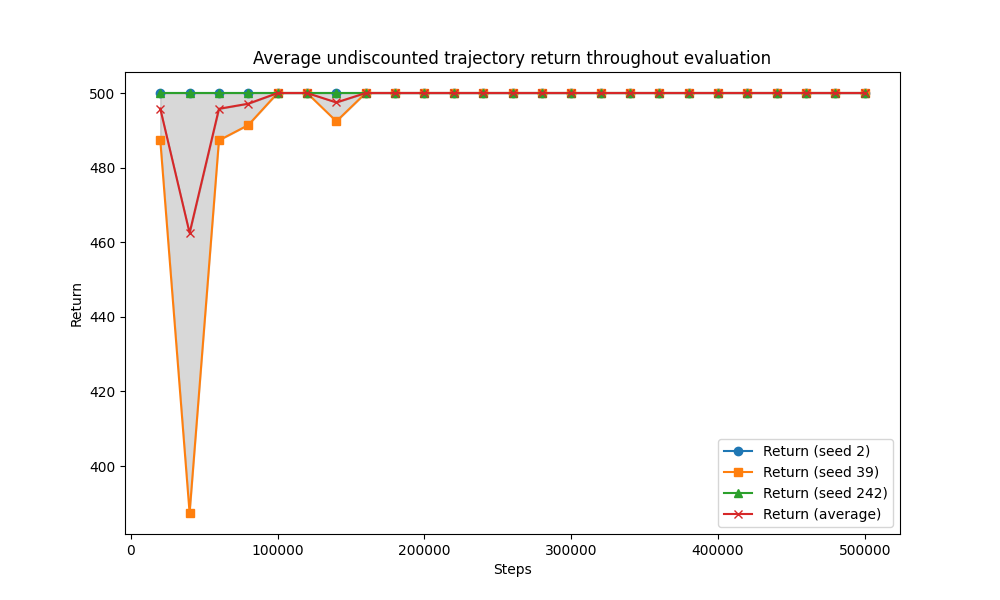 Average undiscounted trajectory return throughout evaluation
500
480
460
440
420
400
Return
0
100000
200000
300000
400000
500000
Steps
Return (seed 2)
Return (seed 39)
Return (seed 242)
Return (average)